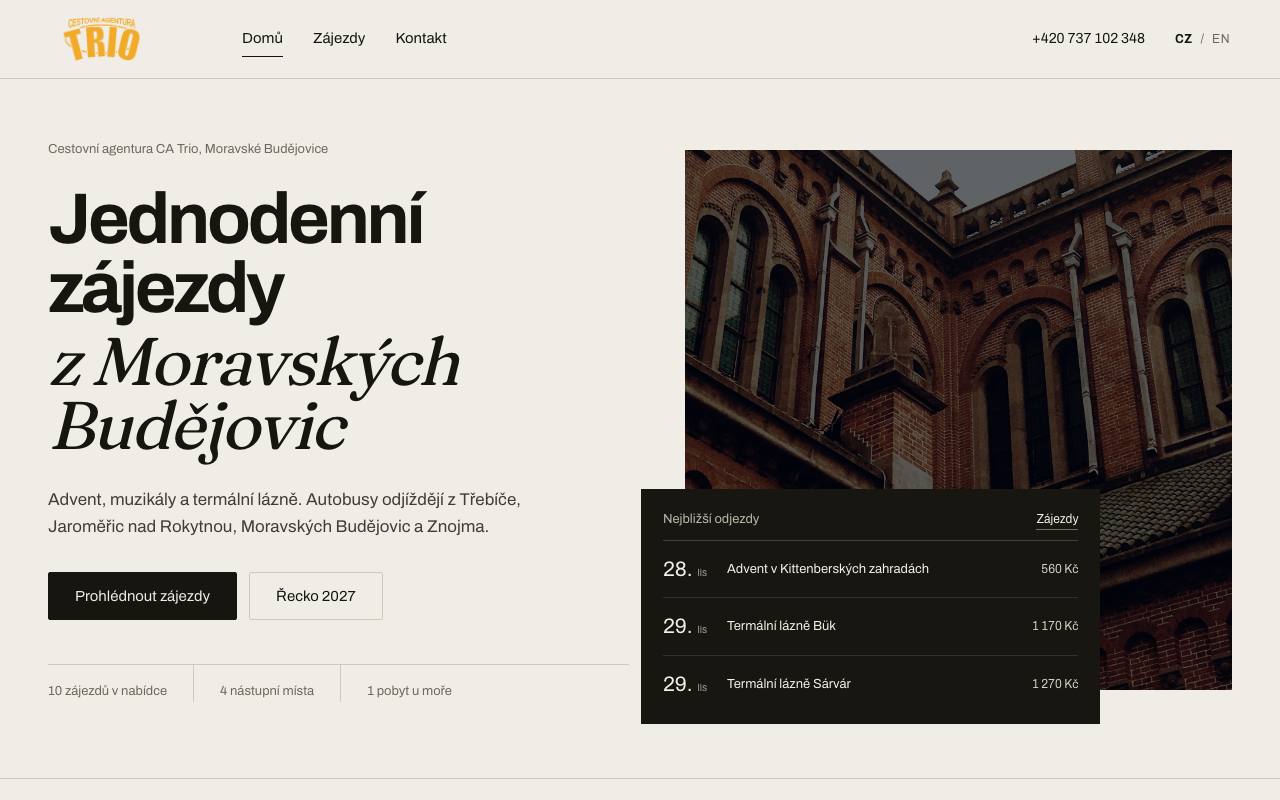 CESTOVNÍ AGENTURA
TRIO
Domů
Zájezdy
Kontakt
+420 737 102 348
CZ / EN
Cestovní agentura CA Trio, Moravské Budějovice
Jednodenní
zájezdy
z Moravských
Budějovic
Advent, muzikály a termální lázně. Autobusy odjíždějí z Třebíče,
Jaroměřic nad Rokytnou, Moravských Budějovic a Znojma.
Prohlédnout zájezdy
Řecko 2027
10 zájezdů v nabídce
4 nástupní místa
1 pobyt u moře
Nejbližší odjezdy
Zájezdy
28. lis Advent v Kittenberských zahradách 560 Kč
29. lis Termální lázně Bük 1 170 Kč
29. lis Termální lázně Sárvár 1 270 Kč